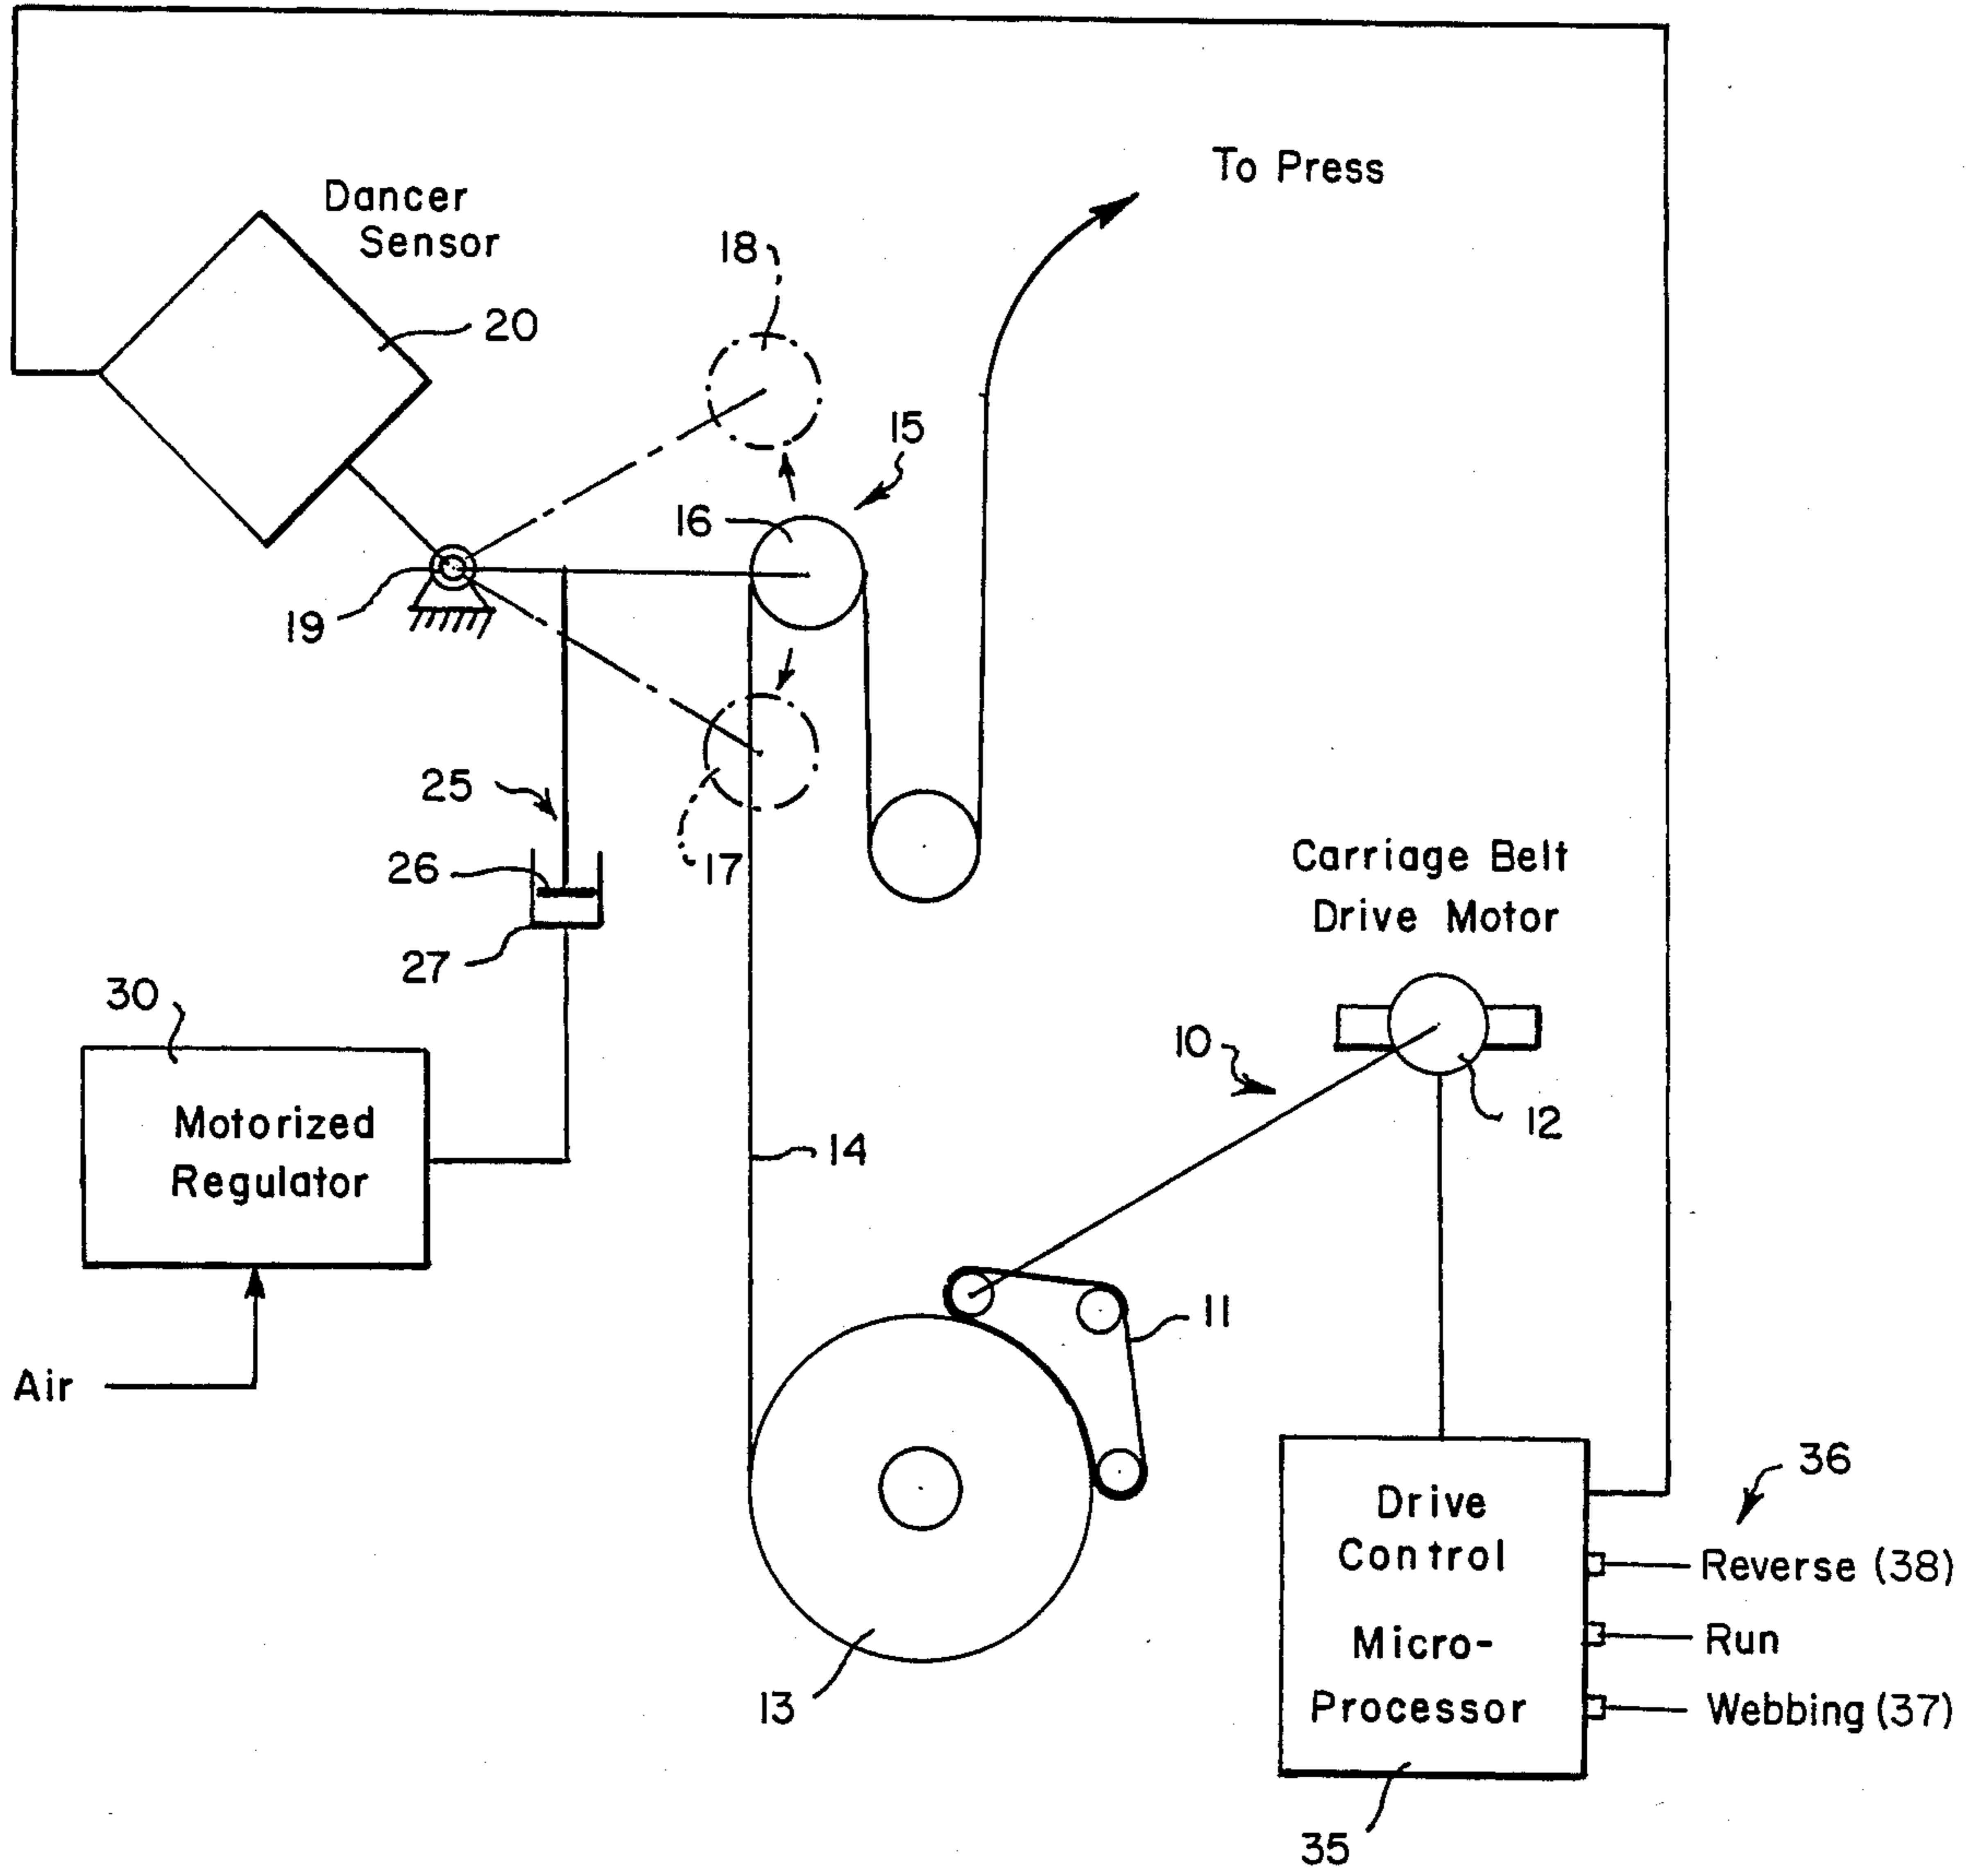 To Press
Dancer
Sensor
18
20
15
16
19
25
17
26
27
Carriage Belt
Drive Motor
30
10
12
Motorized
Regulator
14
11
Air
36
Drive
Control
Micro-
Processor
Reverse (38)
Run
Webbing (37)
13
35